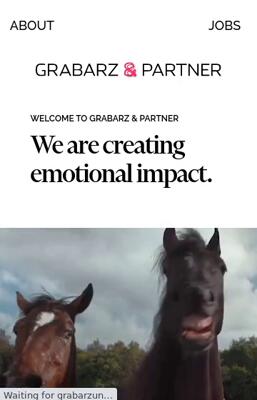 ABOUT JOBS
GRABARZ & PARTNER
WELCOME TO GRABARZ & PARTNER
We are creating
emotional impact.
Waiting for grabarzun...